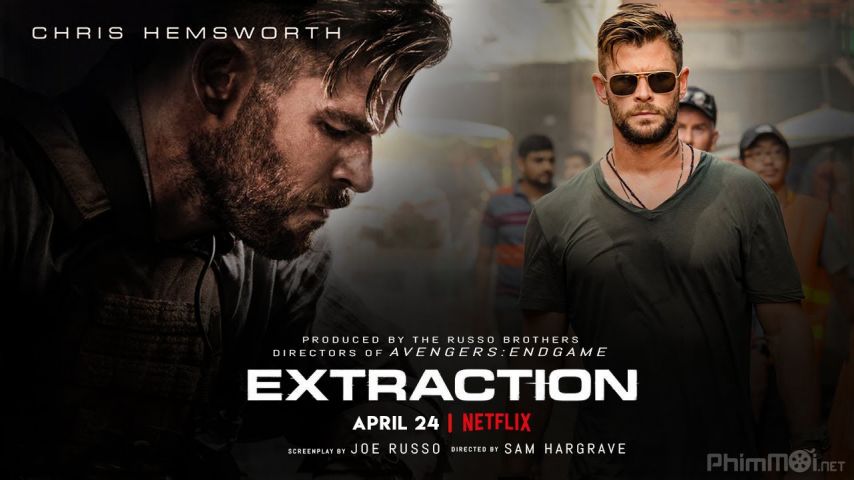 CHRIS HEMSWORTH
PRODUCED BY THE RUSSO BROTHERS
DIRECTORS OF AVENGERS: ENDGAME
EXTRACTION
APRIL 24 | NETFLIX
SCREENPLAY BY JOE RUSSO DIRECTED BY SAM HARGRAVE
PhimMoi.NET